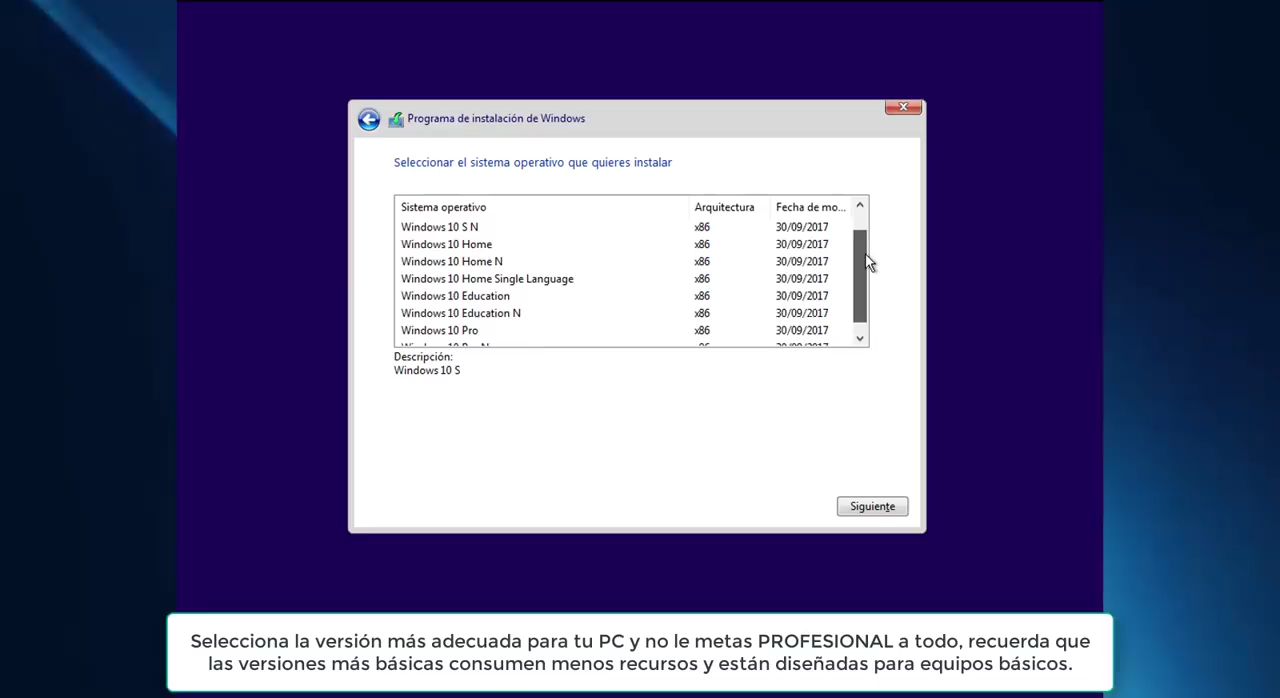 Programa de instalación de Windows
Seleccionar el sistema operativo que quieres instalar
Sistema operativo Arquitectura Fecha de mo...
Windows 10 S N x86 30/09/2017
Windows 10 Home x86 30/09/2017
Windows 10 Home N x86 30/09/2017
Windows 10 Home Single Language x86 30/09/2017
Windows 10 Education x86 30/09/2017
Windows 10 Education N x86 30/09/2017
Windows 10 Pro x86 30/09/2017
Descripción:
Windows 10 S
Siguiente
Selecciona la versión más adecuada para tu PC y no le metas PROFESIONAL a todo, recuerda que
las versiones más básicas consumen menos recursos y están diseñadas para equipos básicos.